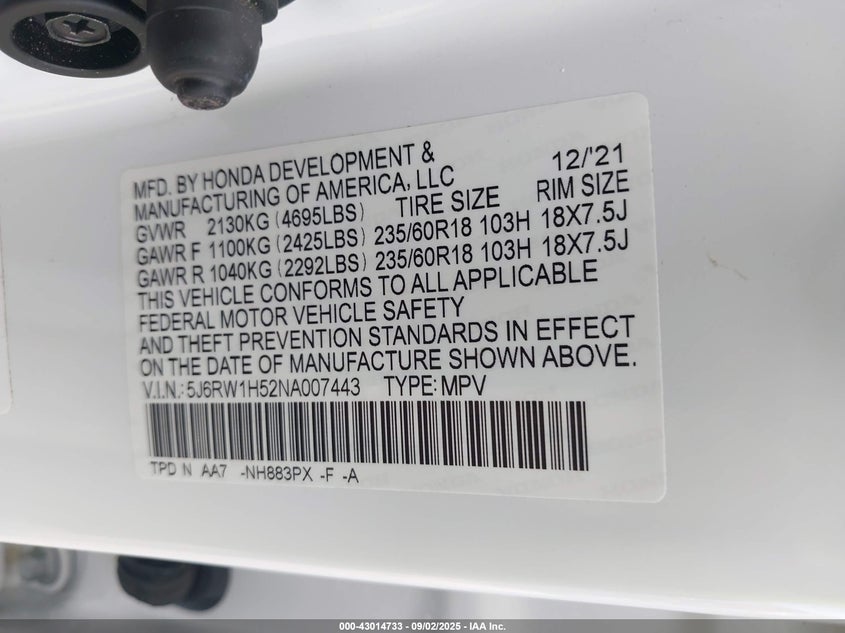 MFD. BY HONDA DEVELOPMENT & 12/'21
MANUFACTURING OF AMERICA, LLC
GVWR 2130KG (4695LBS) TIRE SIZE RIM SIZE
GAWR F 1100KG (2425LBS) 235/60R18 103H 18X7.5J
GAWR R 1040KG (2292LBS) 235/60R18 103H 18X7.5J
THIS VEHICLE CONFORMS TO ALL APPLICABLE
FEDERAL MOTOR VEHICLE SAFETY
AND THEFT PREVENTION STANDARDS IN EFFECT
ON THE DATE OF MANUFACTURE SHOWN ABOVE.
V.I.N.: 5J6RW1H52NA007443 TYPE: MPV
TPD N AA7 -NH883PX -F -A
000-43014733 - 09/02/2025 - IAA Inc.